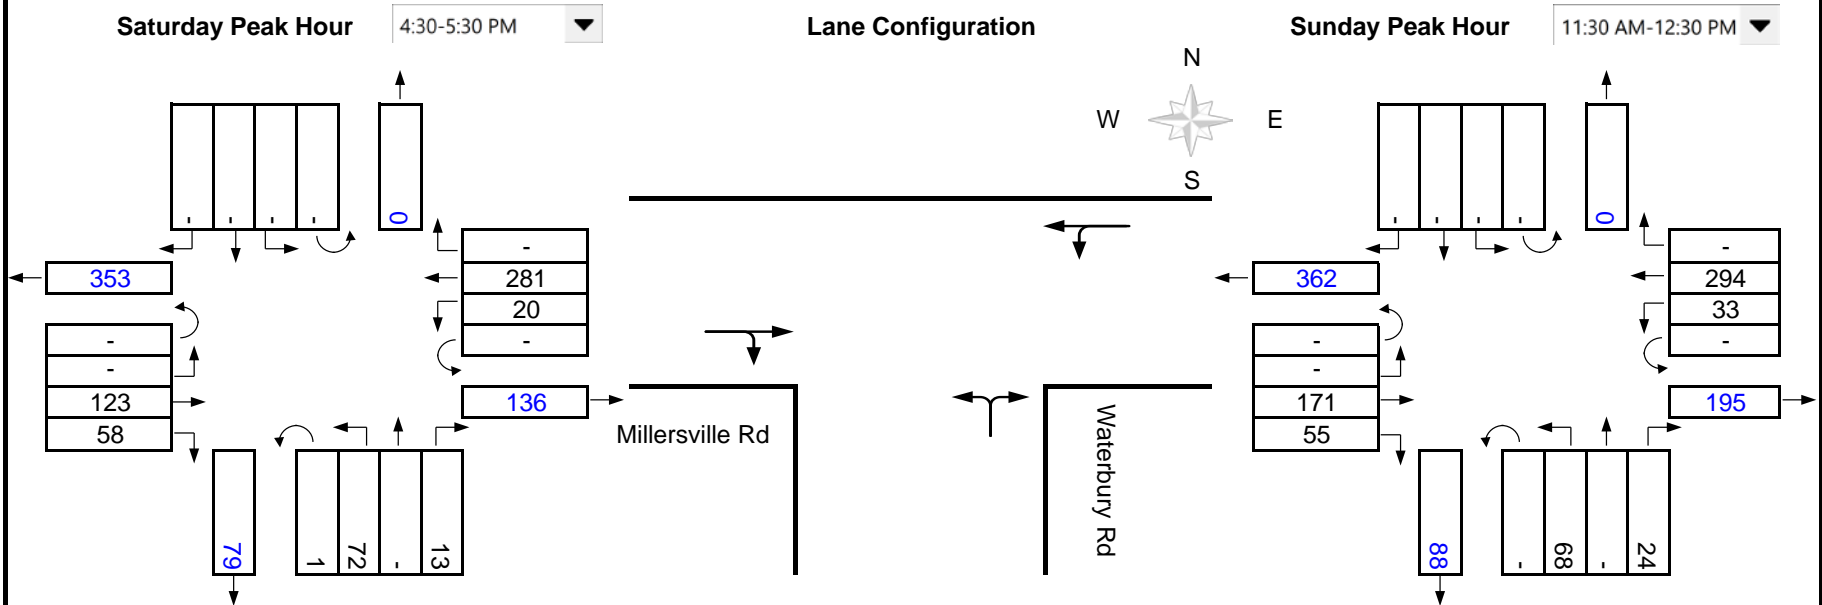 Saturday Peak Hour
4:30-5:30 PM
Lane Configuration
Sunday Peak Hour
11:30 AM-12:30 PM
N
W
E
S
- - - -
0
353
-
281
20
-
-
-
123
58
136
79
1 72 - 13
Millersville Rd
Waterbury Rd
- - - -
0
362
-
294
33
-
-
-
171
55
195
88
- 68 - 24